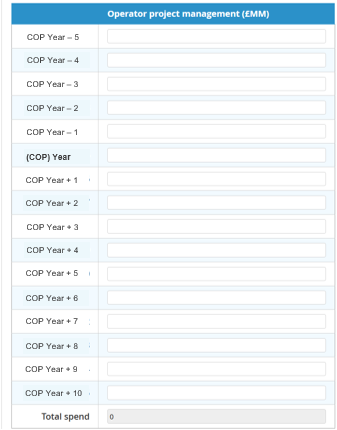 Operator project management (£MM)
COP Year – 5
COP Year – 4
COP Year – 3
COP Year – 2
COP Year – 1
(COP) Year
COP Year + 1
COP Year + 2
COP Year + 3
COP Year + 4
COP Year + 5
COP Year + 6
COP Year + 7
COP Year + 8
COP Year + 9
COP Year + 10
Total spend 0